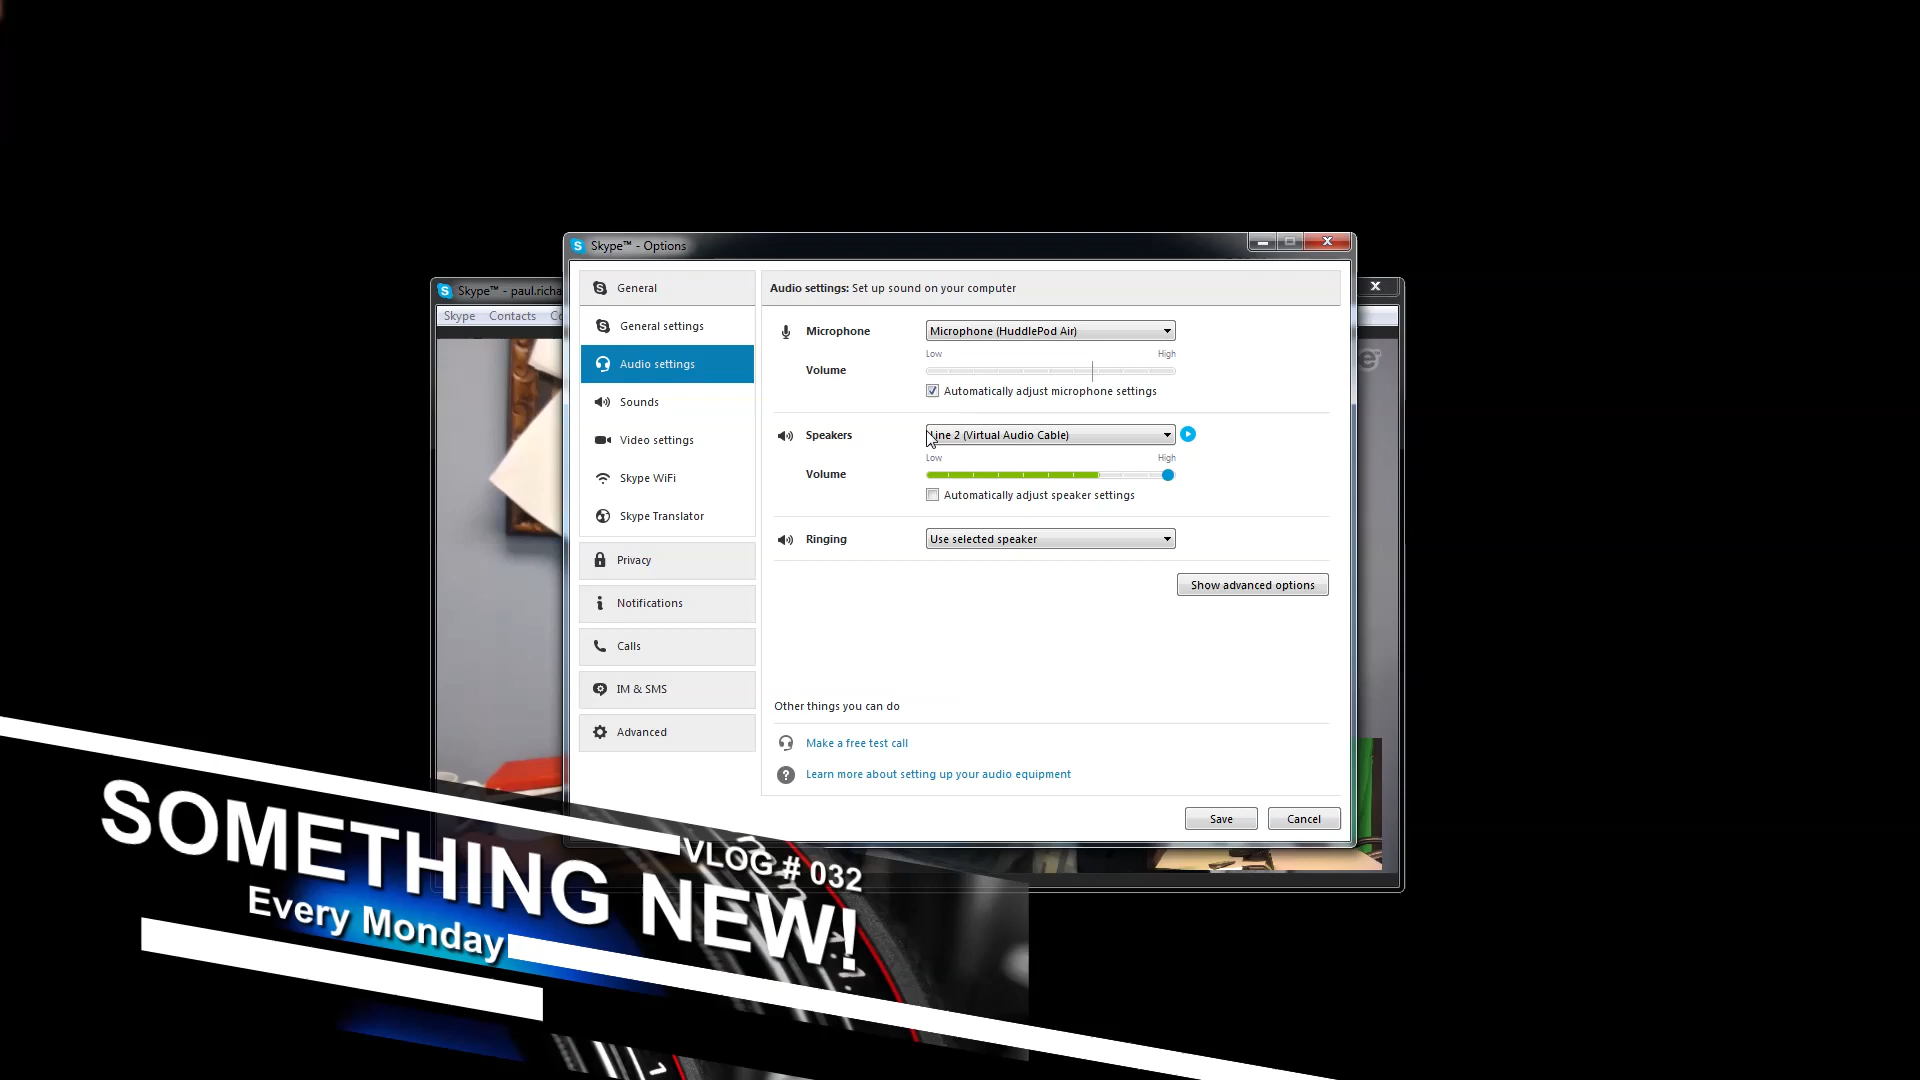 Skype™ - Options
Skype™ - paul.richa
Skype Contacts Co
General
General settings
Audio settings
Sounds
Video settings
Skype WiFi
Skype Translator
Privacy
Notifications
Calls
IM & SMS
Advanced
Audio settings: Set up sound on your computer
Microphone
Microphone (HuddlePod Air)
Low High
Volume
Automatically adjust microphone settings
Speakers
Line 2 (Virtual Audio Cable)
Low High
Volume
Automatically adjust speaker settings
Ringing
Use selected speaker
Show advanced options
Other things you can do
Make a free test call
Learn more about setting up your audio equipment
Save
Cancel
VLOG # 032
SOMETHING NEW!
Every Monday